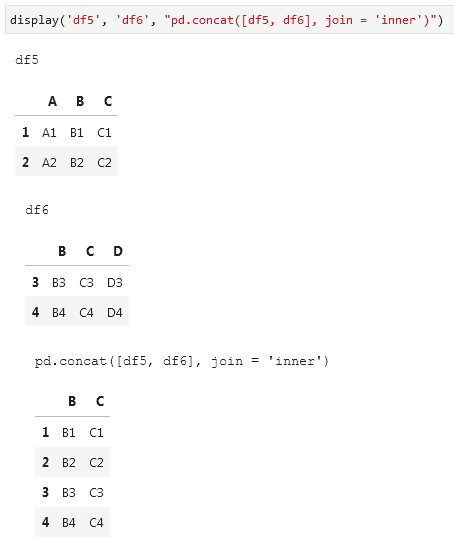 display('df5', 'df6', "pd.concat([df5, df6], join = 'inner')")
df5
A B C
1 A1 B1 C1
2 A2 B2 C2
df6
B C D
3 B3 C3 D3
4 B4 C4 D4
pd.concat([df5, df6], join = 'inner')
B C
1 B1 C1
2 B2 C2
3 B3 C3
4 B4 C4